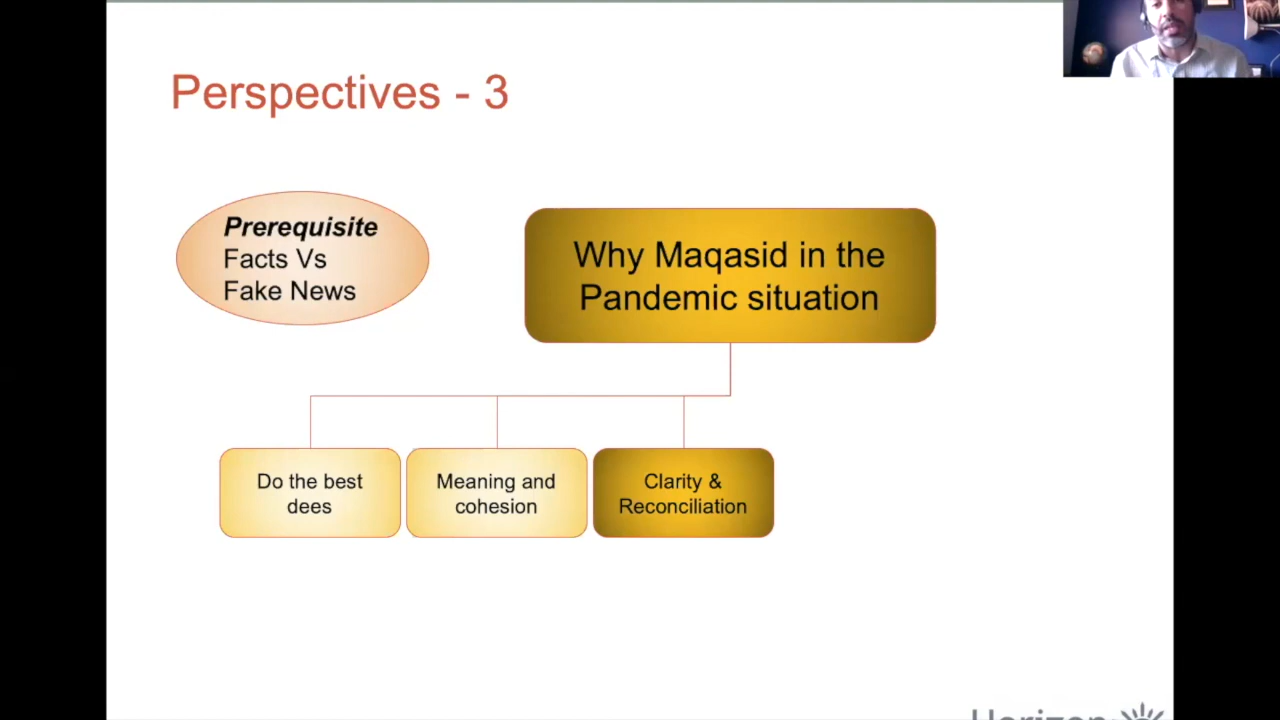 Perspectives - 3
Prerequisite
Facts Vs
Fake News
Why Maqasid in the
Pandemic situation
Do the best
dees
Meaning and
cohesion
Clarity &
Reconciliation